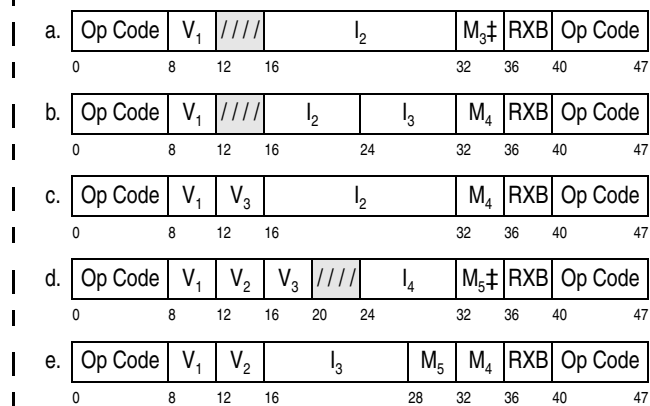 a. Op Code V₁ //// I₂ M₃‡ RXB Op Code
0 8 12 16 32 36 40 47
b. Op Code V₁ //// I₂ I₃ M₄ RXB Op Code
0 8 12 16 24 32 36 40 47
c. Op Code V₁ V₃ I₂ M₄ RXB Op Code
0 8 12 16 32 36 40 47
d. Op Code V₁ V₂ V₃ //// I₄ M₅‡ RXB Op Code
0 8 12 16 20 24 32 36 40 47
e. Op Code V₁ V₂ I₃ M₅ M₄ RXB Op Code
0 8 12 16 28 32 36 40 47